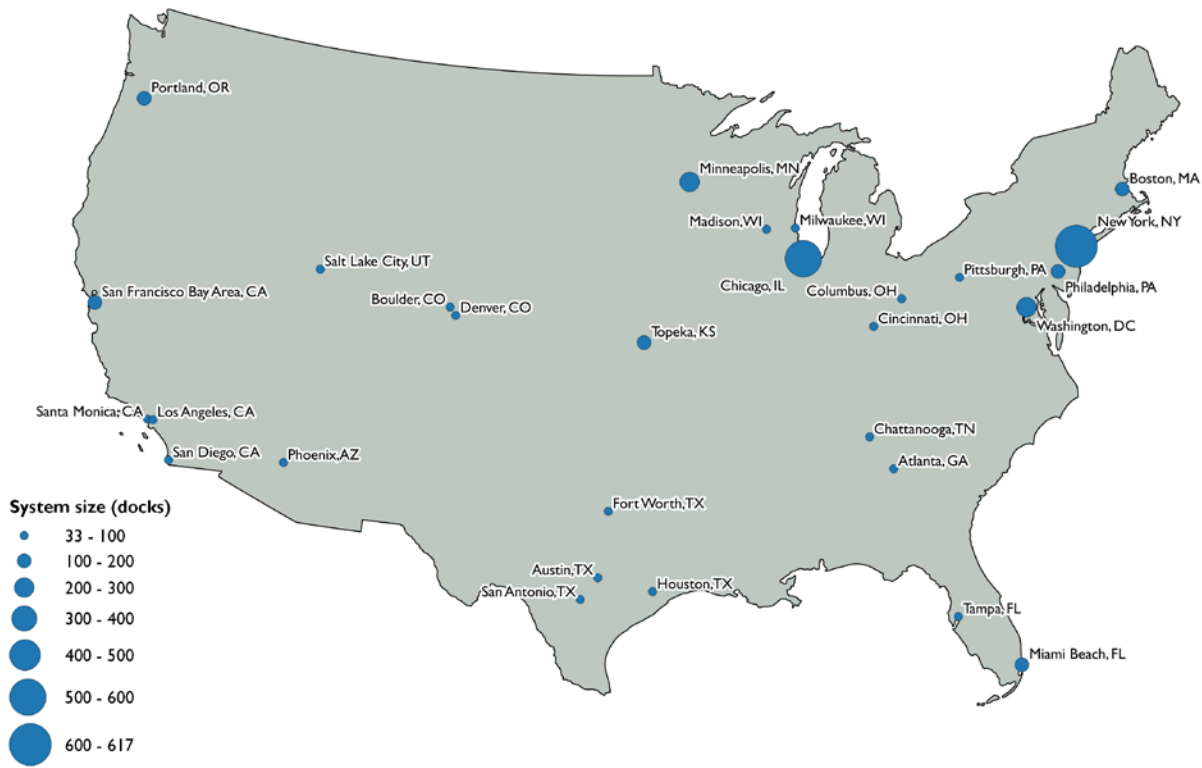 Portland, OR
Minneapolis, MN
Boston, MA
Madison, WI
Milwaukee, WI
New York, NY
Salt Lake City, UT
Pittsburgh, PA
San Francisco Bay Area, CA
Chicago, IL
Columbus, OH
Philadelphia, PA
Boulder, CO
Denver, CO
Cincinnati, OH
Washington, DC
Topeka, KS
Santa Monica, CA
Los Angeles, CA
Chattanooga, TN
San Diego, CA
Phoenix, AZ
Atlanta, GA
Fort Worth, TX
Austin, TX
San Antonio, TX
Houston, TX
Tampa, FL
Miami Beach, FL
System size (docks)
33 - 100
100 - 200
200 - 300
300 - 400
400 - 500
500 - 600
600 - 617